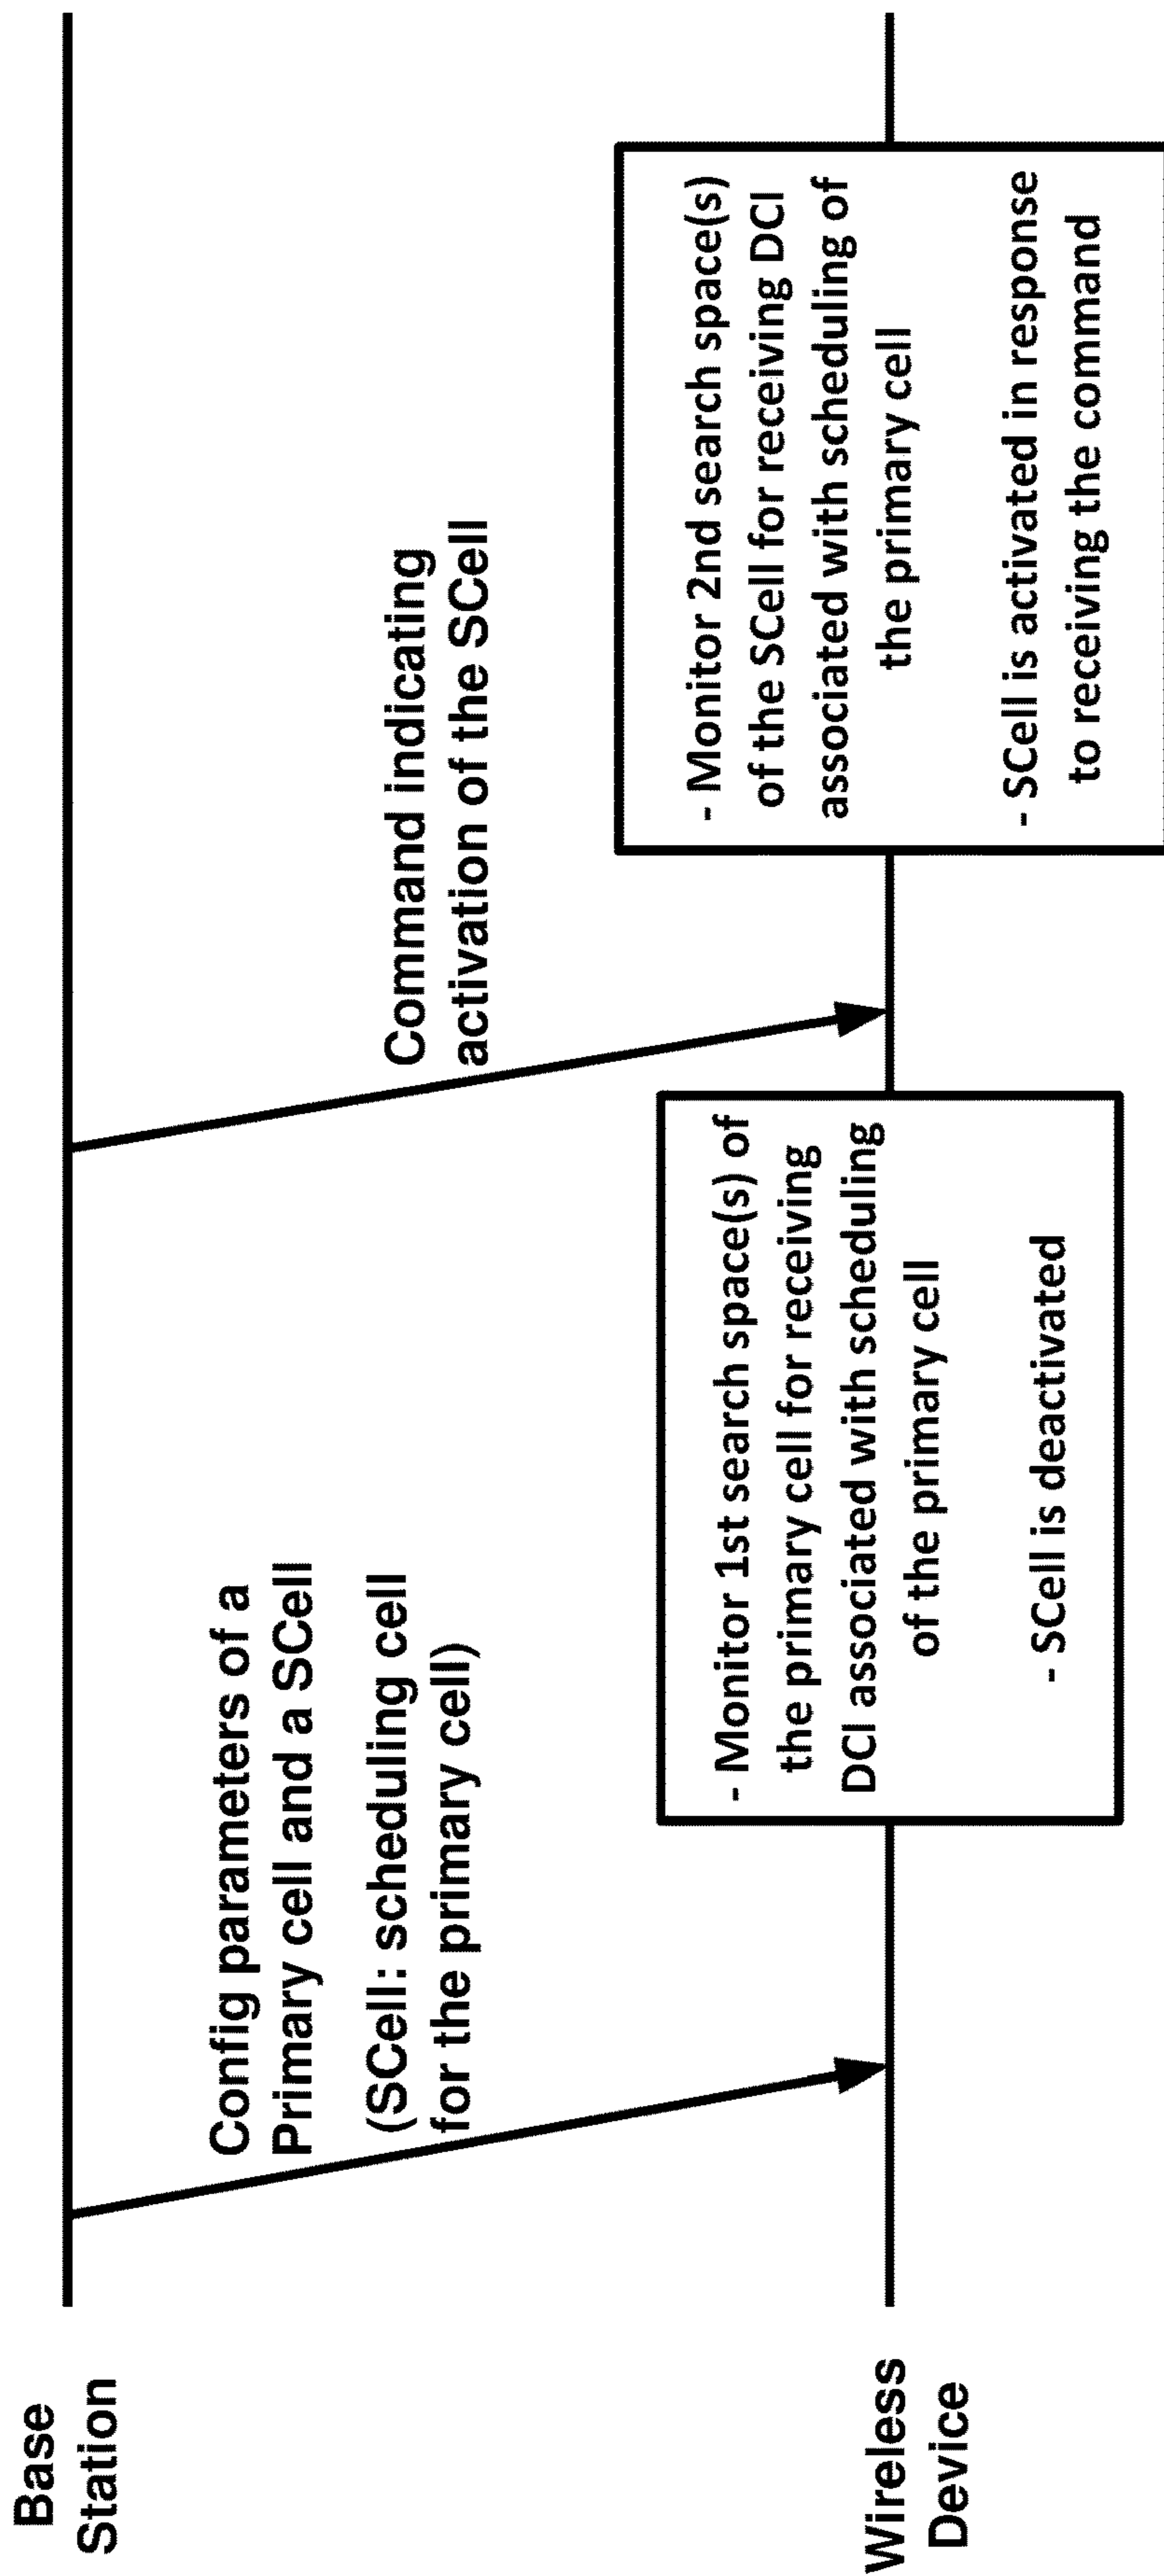 Base
Station
Config parameters of a
Primary cell and a SCell
(SCell: scheduling cell
for the primary cell)
Command indicating
activation of the SCell
Wireless
Device
- Monitor 1st search space(s) of
the primary cell for receiving
DCI associated with scheduling
of the primary cell
- SCell is deactivated
- Monitor 2nd search space(s)
of the SCell for receiving DCI
associated with scheduling of
the primary cell
- SCell is activated in response
to receiving the command